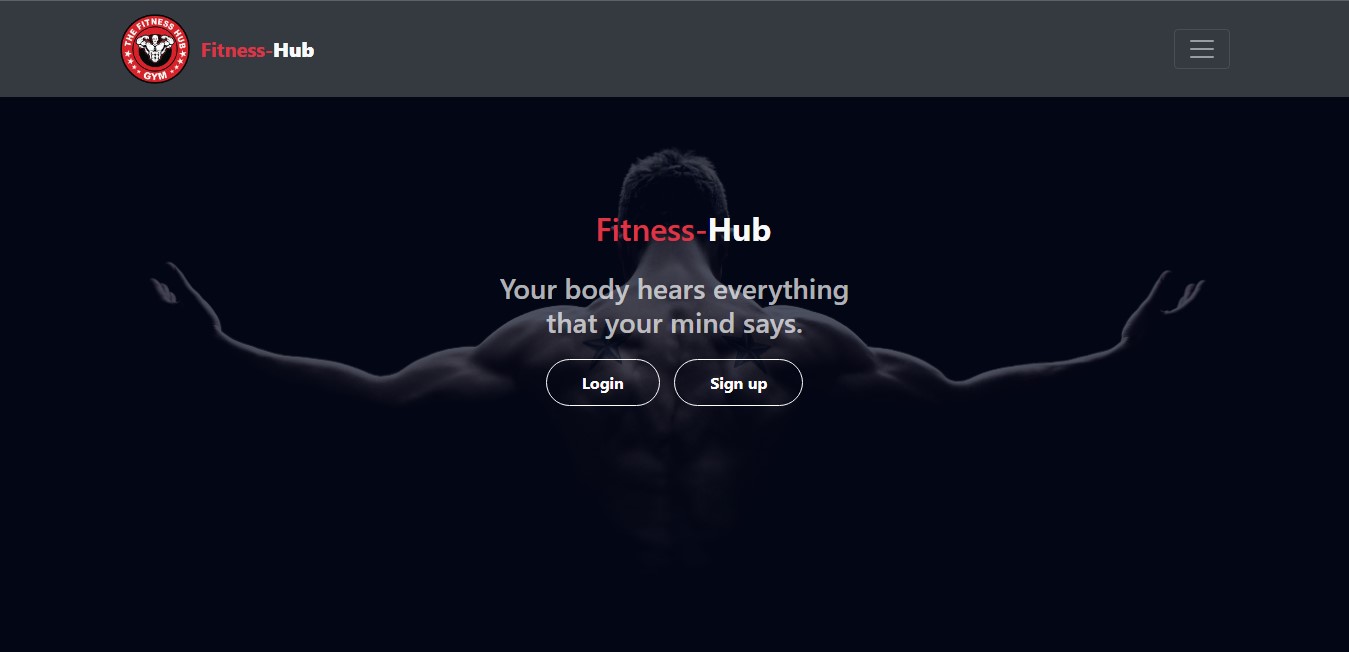 THE FITNESS HUB
GYM
Fitness-Hub
Fitness-Hub
Your body hears everything
that your mind says.
Login
Sign up